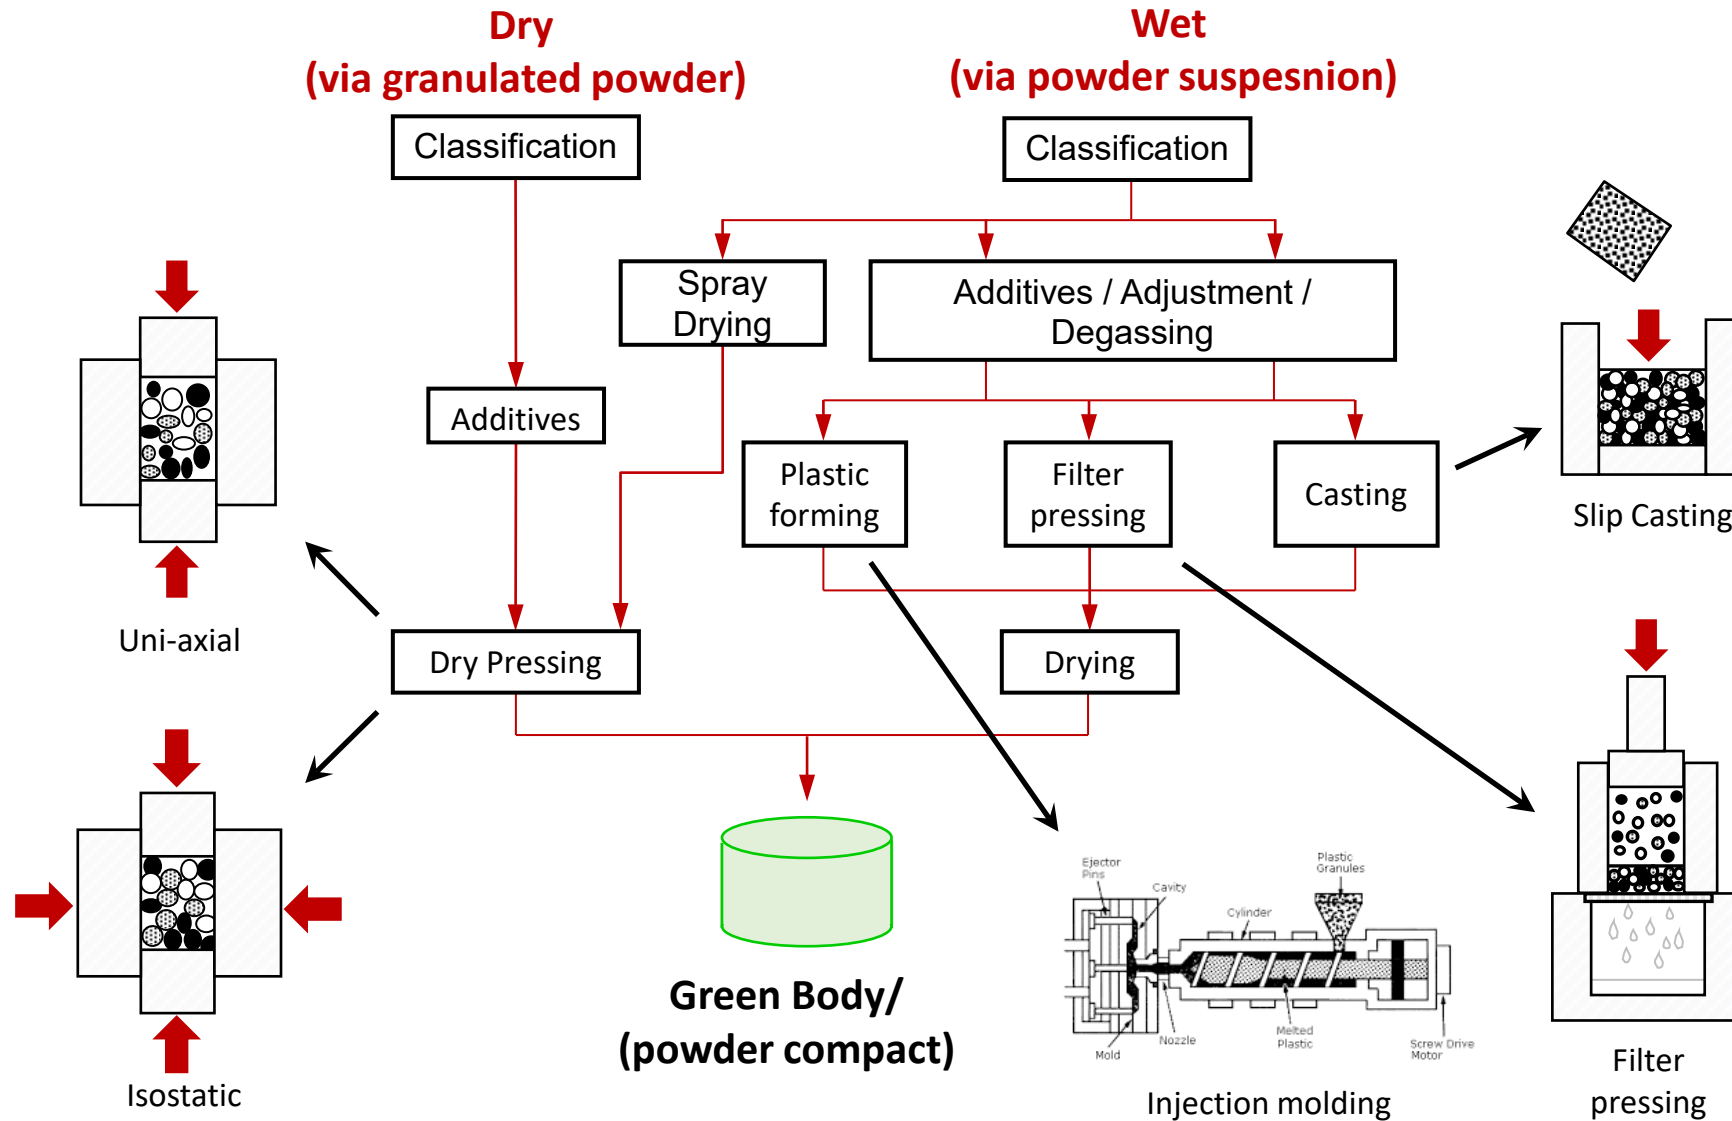 Dry
(via granulated powder)
Wet
(via powder suspesnion)
Classification
Classification
Spray
Drying
Additives / Adjustment /
Degassing
Additives
Plastic
forming
Filter
pressing
Casting
Slip Casting
Uni-axial
Dry Pressing
Drying
Green Body/
(powder compact)
Isostatic
Ejector
Pins
Cavity
Cylinder
Plastic
Granules
Mold
Nozzle
Melted
Plastic
Screw Drive
Motor
Injection molding
Filter
pressing